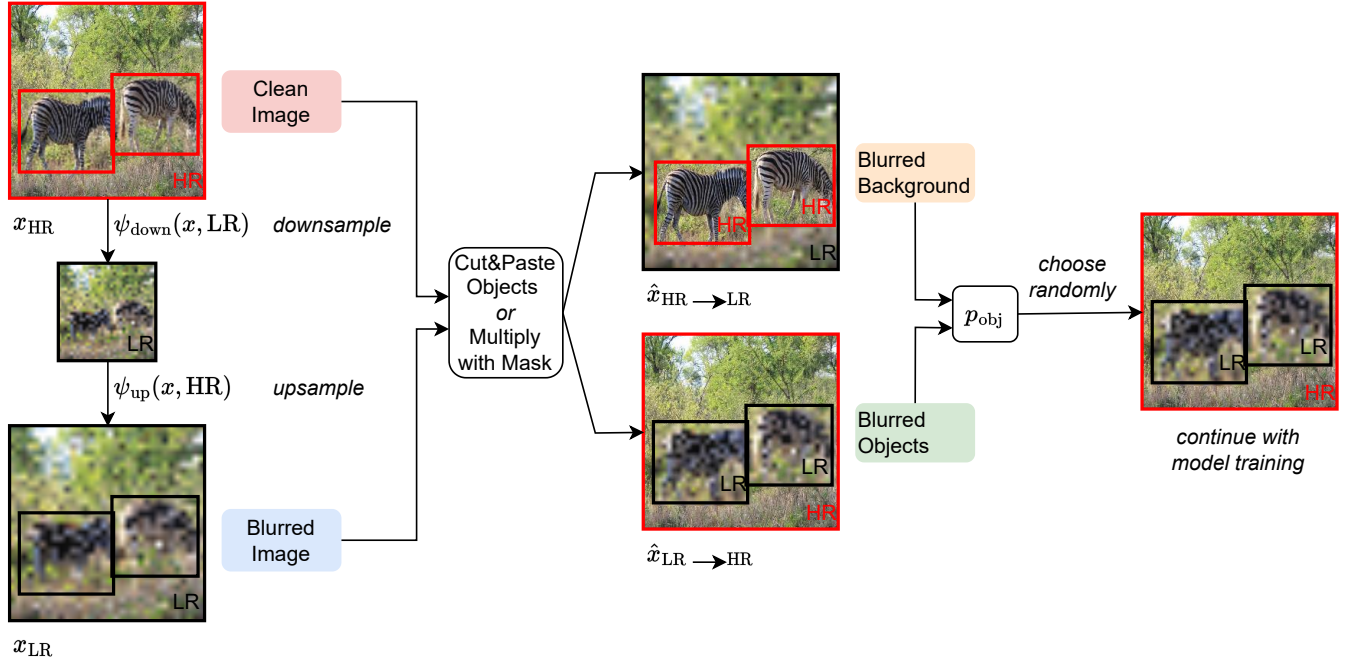 HR
x_HR
ψ_down(x, LR)
downsample
LR
ψ_up(x, HR)
upsample
LR
x_LR
Clean
Image
Blurred
Image
Cut&Paste
Objects
or
Multiply
with Mask
HR
HR
LR
x̂_HR → LR
LR
LR
HR
x̂_LR → HR
Blurred
Background
Blurred
Objects
p_obj
choose
randomly
LR
LR
HR
continue with
model training